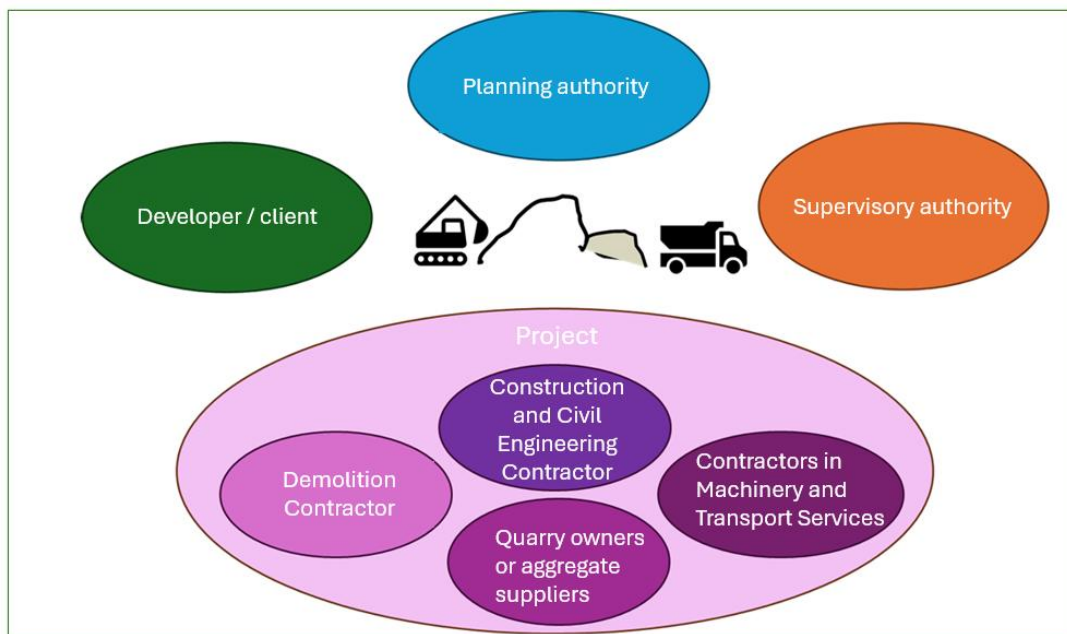 Planning authority
Developer / client
Supervisory authority
Project
Construction
and Civil
Engineering
Contractor
Demolition
Contractor
Contractors in
Machinery and
Transport Services
Quarry owners
or aggregate
suppliers